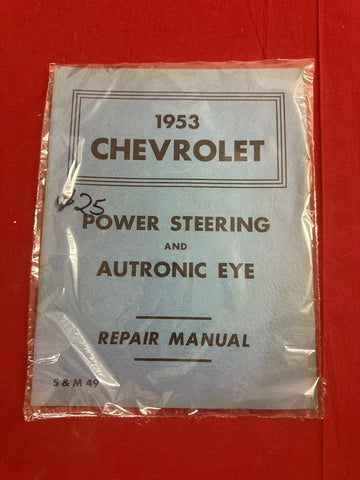 1953
CHEVROLET
$25
POWER STEERING
AND
AUTRONIC EYE
REPAIR MANUAL
S & M 49